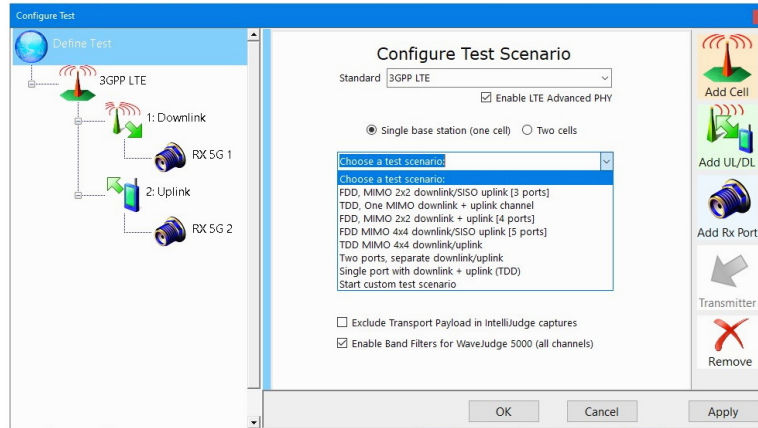 Configure Test
Define Test
3GPP LTE
1: Downlink
RX 5G 1
2: Uplink
RX 5G 2
Configure Test Scenario
Standard 3GPP LTE
Enable LTE Advanced PHY
Single base station (one cell) Two cells
Choose a test scenario:
Choose a test scenario:
FDD, MIMO 2x2 downlink/SISO uplink [3 ports]
TDD, One MIMO downlink + uplink channel
FDD, MIMO 2x2 downlink + uplink [4 ports]
FDD MIMO 4x4 downlink/SISO uplink [5 ports]
TDD MIMO 4x4 downlink/uplink
Two ports, separate downlink/uplink
Single port with downlink + uplink (TDD)
Start custom test scenario
Exclude Transport Payload in IntelliJudge captures
Enable Band Filters for WaveJudge 5000 (all channels)
OK Cancel Apply
Add Cell
Add UL/DL
Add Rx Port
Transmitter
Remove